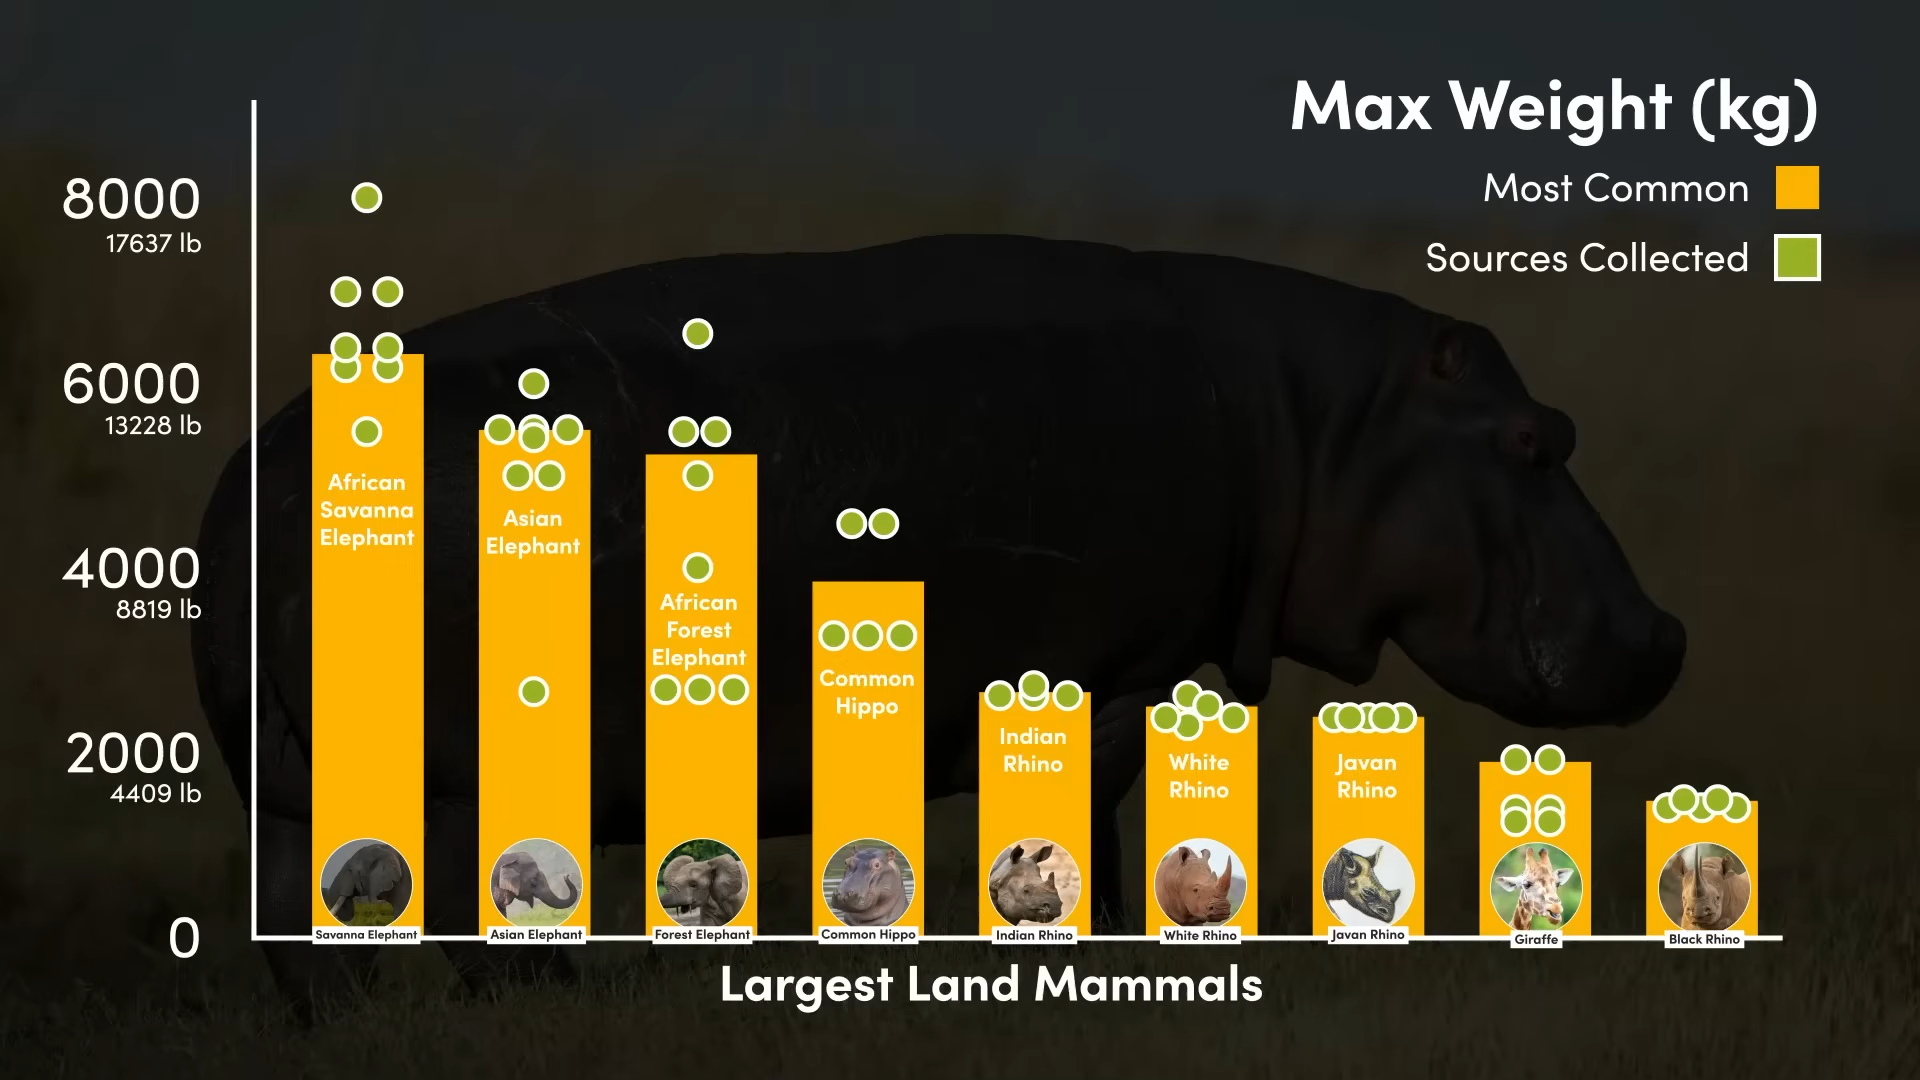 Max Weight (kg)
Most Common
Sources Collected
8000
17637 lb
6000
13228 lb
4000
8819 lb
2000
4409 lb
0
African
Savanna
Elephant
Asian
Elephant
African
Forest
Elephant
Common
Hippo
Indian
Rhino
White
Rhino
Javan
Rhino
Savanna Elephant
Asian Elephant
Forest Elephant
Common Hippo
Indian Rhino
White Rhino
Javan Rhino
Giraffe
Black Rhino
Largest Land Mammals